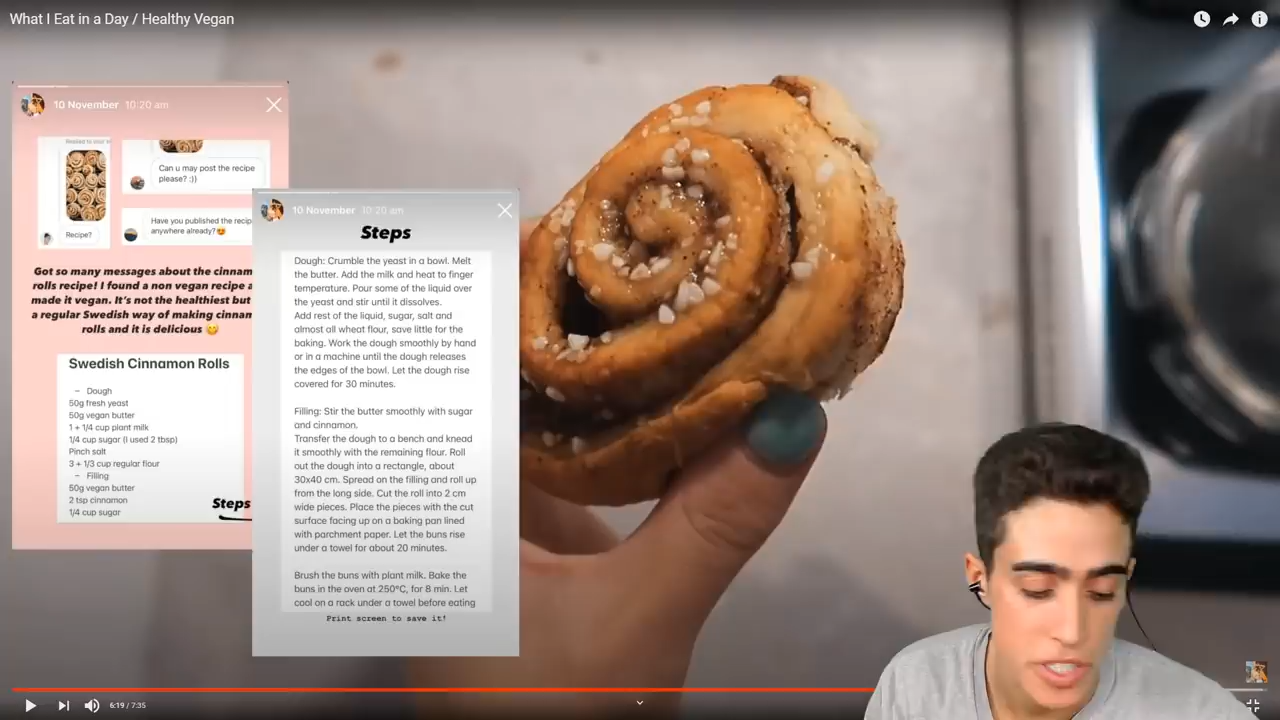 What I Eat in a Day / Healthy Vegan
10 November 10:20 am
Recipe?
Can u may post the recipe
please? :))
Have you published the recip
anywhere already?😍
Got so many messages about the cinnam
rolls recipe! I found a non vegan recipe a
made it vegan. It's not the healthiest but
a regular Swedish way of making cinnam
rolls and it is delicious 😋
Swedish Cinnamon Rolls
- Dough
50g fresh yeast
50g vegan butter
1 + 1/4 cup plant milk
1/4 cup sugar (i used 2 tbsp)
Pinch salt
3 + 1/3 cup regular flour
- Filling
50g vegan butter
2 tsp cinnamon
1/4 cup sugar
Steps
10 November 10:20 am
Steps
Dough: Crumble the yeast in a bowl. Melt
the butter. Add the milk and heat to finger
temperature. Pour some of the liquid over
the yeast and stir until it dissolves.
Add rest of the liquid, sugar, salt and
almost all wheat flour, save little for the
baking. Work the dough smoothly by hand
or in a machine until the dough releases
the edges of the bowl. Let the dough rise
covered for 30 minutes.
Filling: Stir the butter smoothly with sugar
and cinnamon.
Transfer the dough to a bench and knead
it smoothly with the remaining flour. Roll
out the dough into a rectangle, about
30x40 cm. Spread on the filling and roll up
from the long side. Cut the roll into 2 cm
wide pieces. Place the pieces with the cut
surface facing up on a baking pan lined
with parchment paper. Let the buns rise
under a towel for about 20 minutes.
Brush the buns with plant milk. Bake the
buns in the oven at 250°C, for 8 min. Let
cool on a rack under a towel before eating
Print screen to save it!
6:19 / 7:35